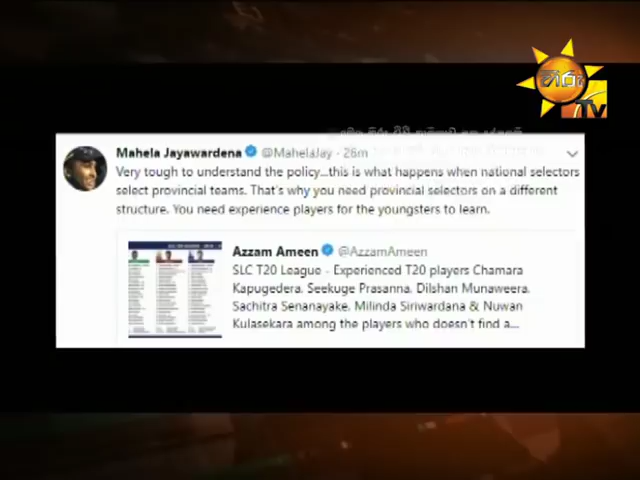 හිරු
Tv
Mahela Jayawardena @MahelaJay · 26m
Very tough to understand the policy...this is what happens when national selectors
select provincial teams. That's why you need provincial selectors on a different
structure. You need experience players for the youngsters to learn.
Azzam Ameen @AzzamAmeen
SLC T20 League - Experienced T20 players Chamara
Kapugedera, Seekuge Prasanna, Dilshan Munaweera,
Sachitra Senanayake, Milinda Siriwardana & Nuwan
Kulasekara among the players who doesn't find a...